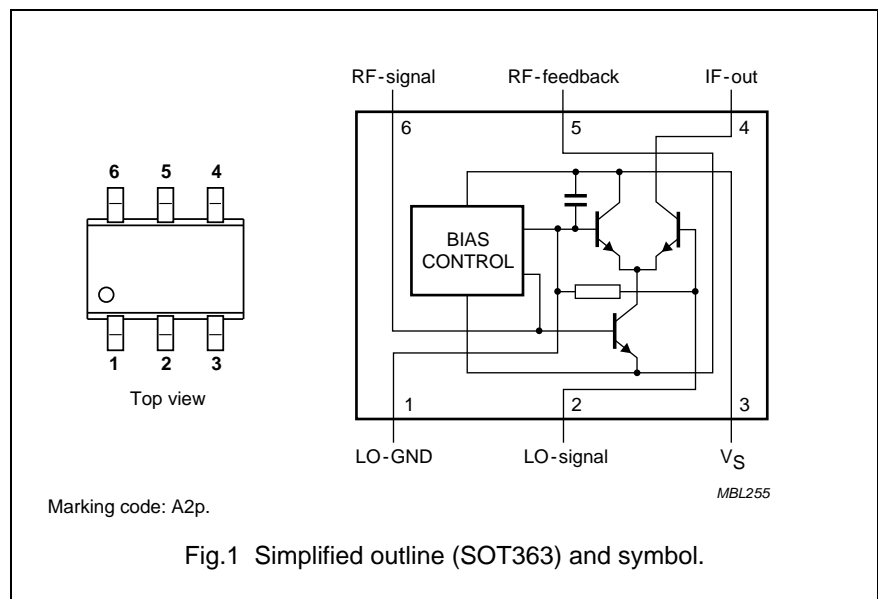 RF-signal RF-feedback IF-out
6 5 4
6 5 4
BIAS
CONTROL
1 2 3
Top view
1 2 3
LO-GND LO-signal VS
MBL255
Marking code: A2p.
Fig.1 Simplified outline (SOT363) and symbol.